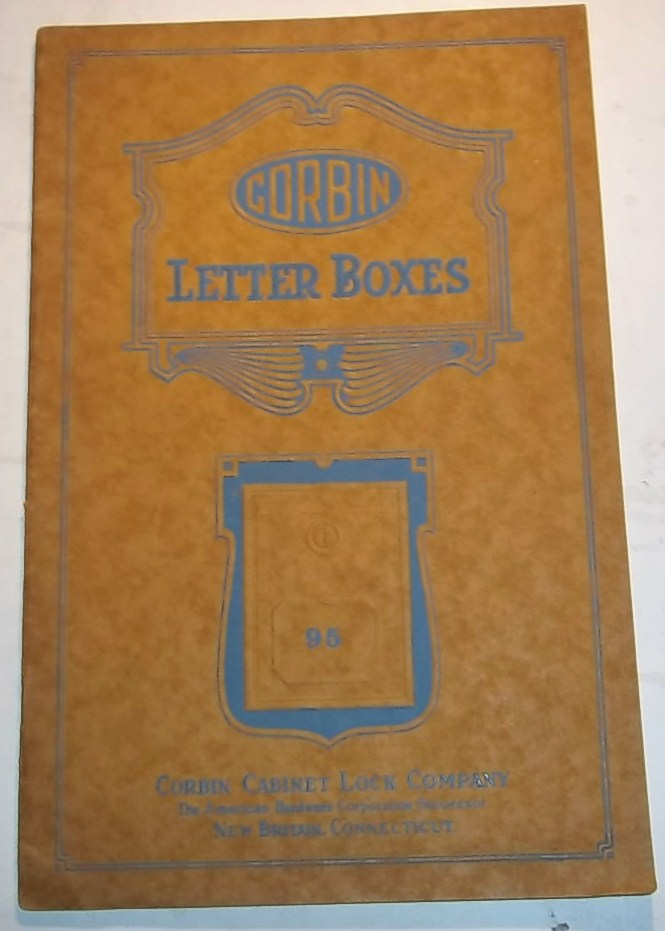 CORBIN
LETTER BOXES
95
CORBIN CABINET LOCK COMPANY
The American Hardware Corporation Successor
NEW BRITAIN, CONNECTICUT